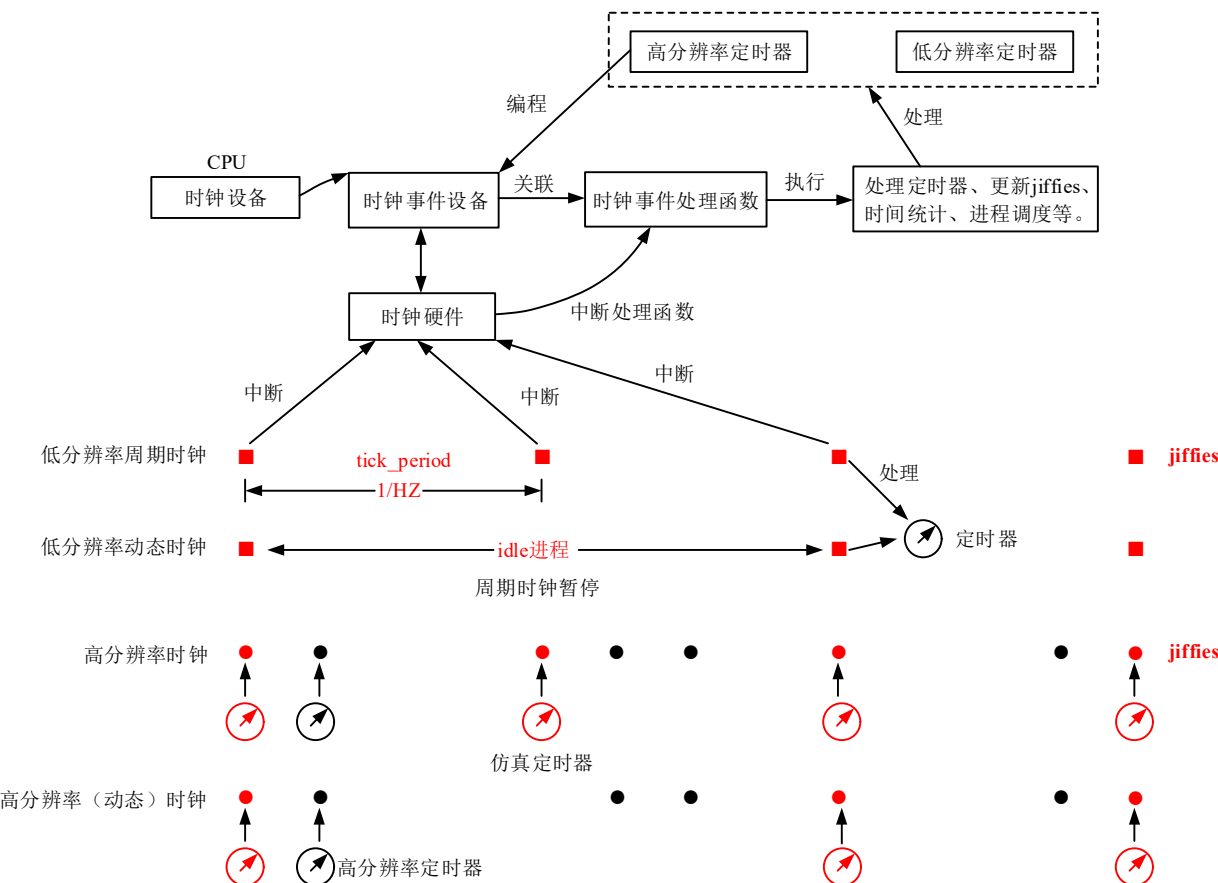 高分辨率定时器
低分辨率定时器
编程
处理
CPU
时钟设备
时钟事件设备
关联
时钟事件处理函数
执行
处理定时器、更新jiffies、
时间统计、进程调度等。
时钟硬件
中断处理函数
中断
中断
中断
低分辨率周期时钟
tick_period
1/HZ
处理
jiffies
低分辨率动态时钟
idle进程
定时器
周期时钟暂停
高分辨率时钟
jiffies
仿真定时器
高分辨率（动态）时钟
高分辨率定时器